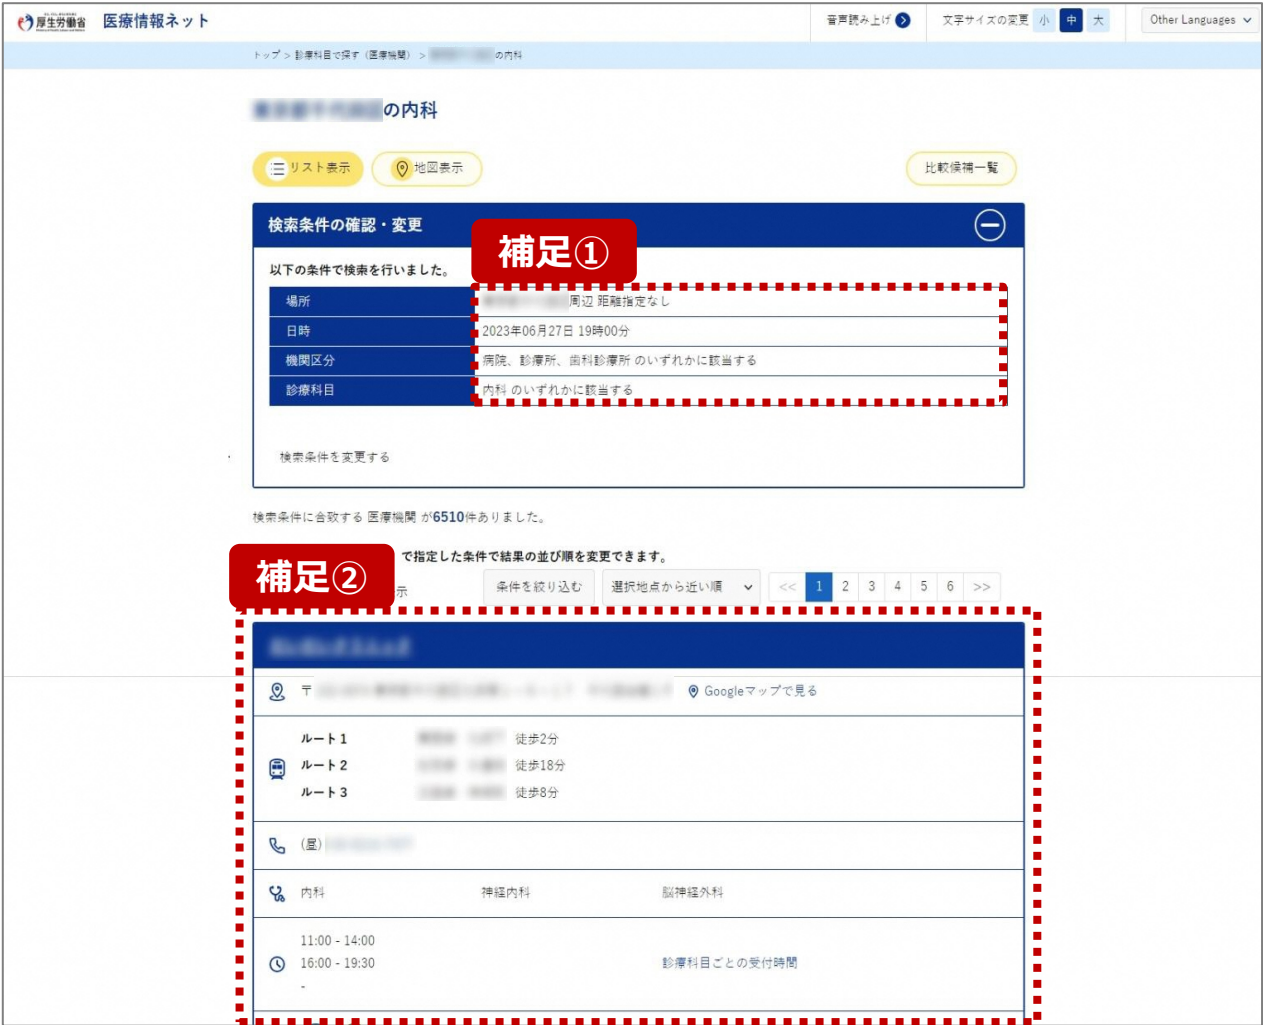 厚生労働省 医療情報ネット 音声読み上げ 文字サイズの変更 小 中 大 Other Languages
トップ > 診療科目で探す（医療機関） > の内科
の内科
リスト表示 地図表示 比較候補一覧
検索条件の確認・変更
補足①
以下の条件で検索を行いました。
場所 周辺 距離指定なし
日時 2023年06月27日 19時00分
機関区分 病院、診療所、歯科診療所 のいずれかに該当する
診療科目 内科 のいずれかに該当する
検索条件を変更する
検索条件に合致する 医療機関 が6510件ありました。
補足②
で指定した条件で結果の並び順を変更できます。
示 条件を絞り込む 選択地点から近い順 << 1 2 3 4 5 6 >>
〒 Googleマップで見る
ルート1 徒歩2分
ルート2 徒歩18分
ルート3 徒歩8分
(昼)
内科 神経内科 脳神経外科
11:00 - 14:00
16:00 - 19:30 診療科目ごとの受付時間
-